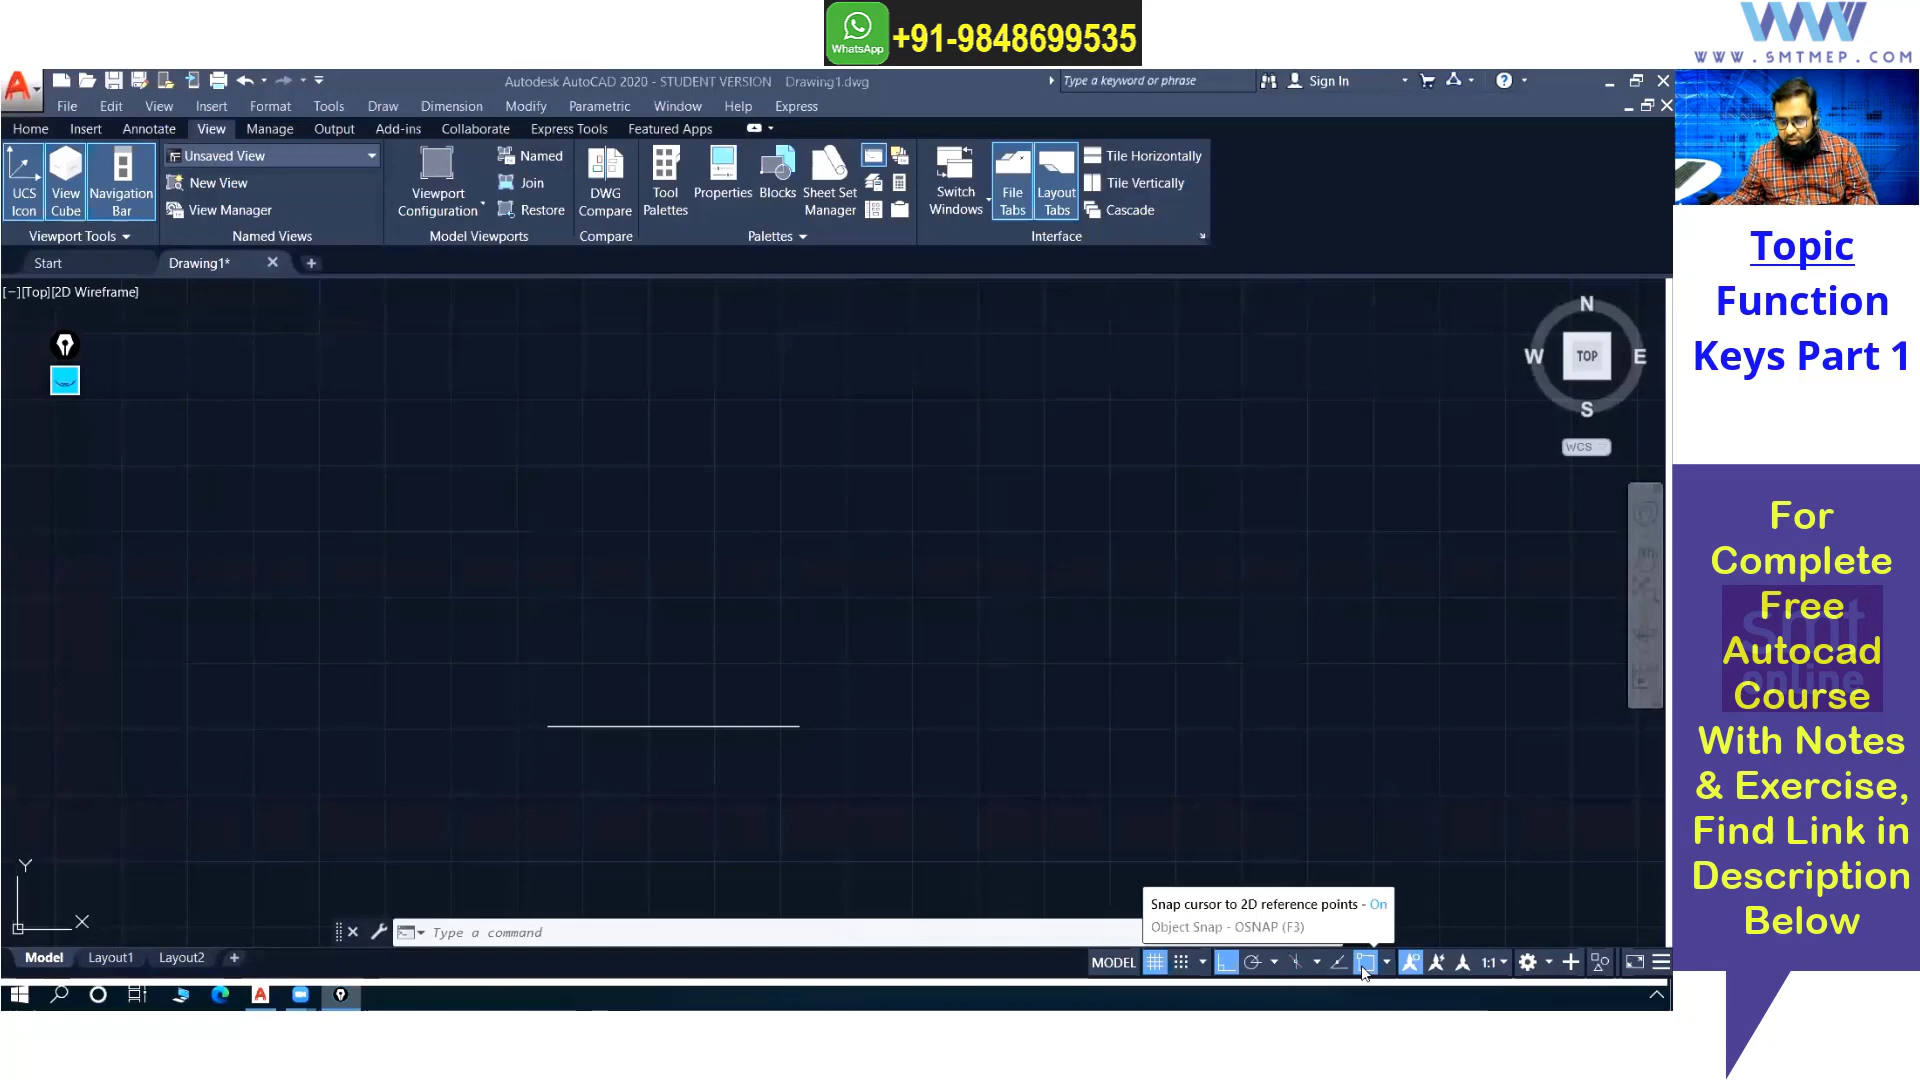 WhatsApp
+91-9848699535
WWW.SMTMEP.COM
Autodesk AutoCAD 2020 - STUDENT VERSION Drawing1.dwg
Type a keyword or phrase
Sign In
File Edit View Insert Format Tools Draw Dimension Modify Parametric Window Help Express
Home Insert Annotate View Manage Output Add-ins Collaborate Express Tools Featured Apps
UCS Icon
View Cube
Navigation Bar
Viewport Tools
Unsaved View
New View
View Manager
Named Views
Viewport Configuration
Named
Join
Restore
Model Viewports
DWG Compare
Compare
Tool Palettes
Properties
Blocks
Sheet Set Manager
Palettes
Switch Windows
File Tabs
Layout Tabs
Tile Horizontally
Tile Vertically
Cascade
Interface
Start
Drawing1*
[−][Top][2D Wireframe]
N
W
TOP
E
S
WCS
Y
X
Snap cursor to 2D reference points - On
Object Snap - OSNAP (F3)
Type a command
Model Layout1 Layout2
MODEL
1:1
Topic
Function
Keys Part 1
For
Complete
Free
Autocad
Course
With Notes
& Exercise,
Find Link in
Description
Below
smt
online